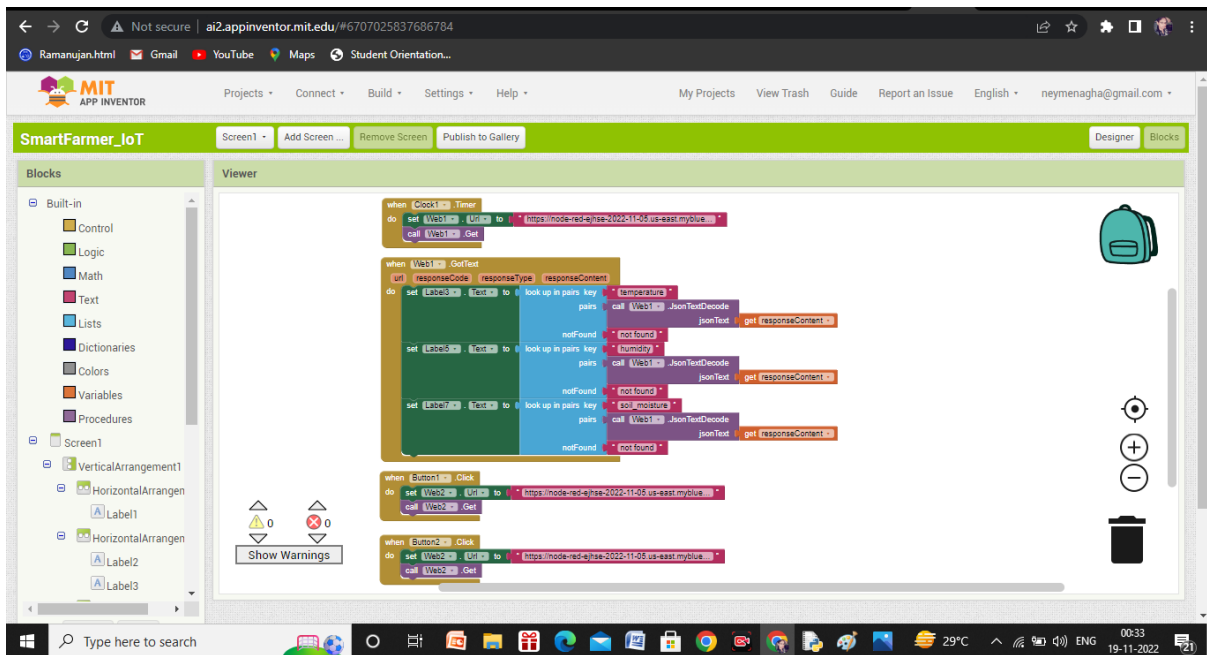 Not secure | ai2.appinventor.mit.edu/#6707025837686784
Ramanujan.html Gmail YouTube Maps Student Orientation...
MIT
APP INVENTOR
Projects Connect Build Settings Help My Projects View Trash Guide Report an Issue English neymenagha@gmail.com
SmartFarmer_IoT Screen1 Add Screen ... Remove Screen Publish to Gallery Designer Blocks
Blocks Viewer
Built-in
Control
Logic
Math
Text
Lists
Dictionaries
Colors
Variables
Procedures
Screen1
VerticalArrangement1
HorizontalArrangen
Label1
HorizontalArrangen
Label2
Label3
when Clock1 .Timer
do set Web1 . Url to " https://node-red-ejhse-2022-11-05.us-east.myblue... "
call Web1 .Get
when Web1 .GotText
url responseCode responseType responseContent
do set Label3 . Text to look up in pairs key " temperature "
pairs call Web1 .JsonTextDecode
jsonText get responseContent
notFound " not found "
set Label5 . Text to look up in pairs key " humidity "
pairs call Web1 .JsonTextDecode
jsonText get responseContent
notFound " not found "
set Label7 . Text to look up in pairs key " soil_moisture "
pairs call Web1 .JsonTextDecode
jsonText get responseContent
notFound " not found "
when Button1 .Click
do set Web2 . Url to " https://node-red-ejhse-2022-11-05.us-east.myblue... "
call Web2 .Get
when Button2 .Click
do set Web2 . Url to " https://node-red-ejhse-2022-11-05.us-east.myblue... "
call Web2 .Get
0 0
Show Warnings
Type here to search 29°C ENG 00:33
19-11-2022
21